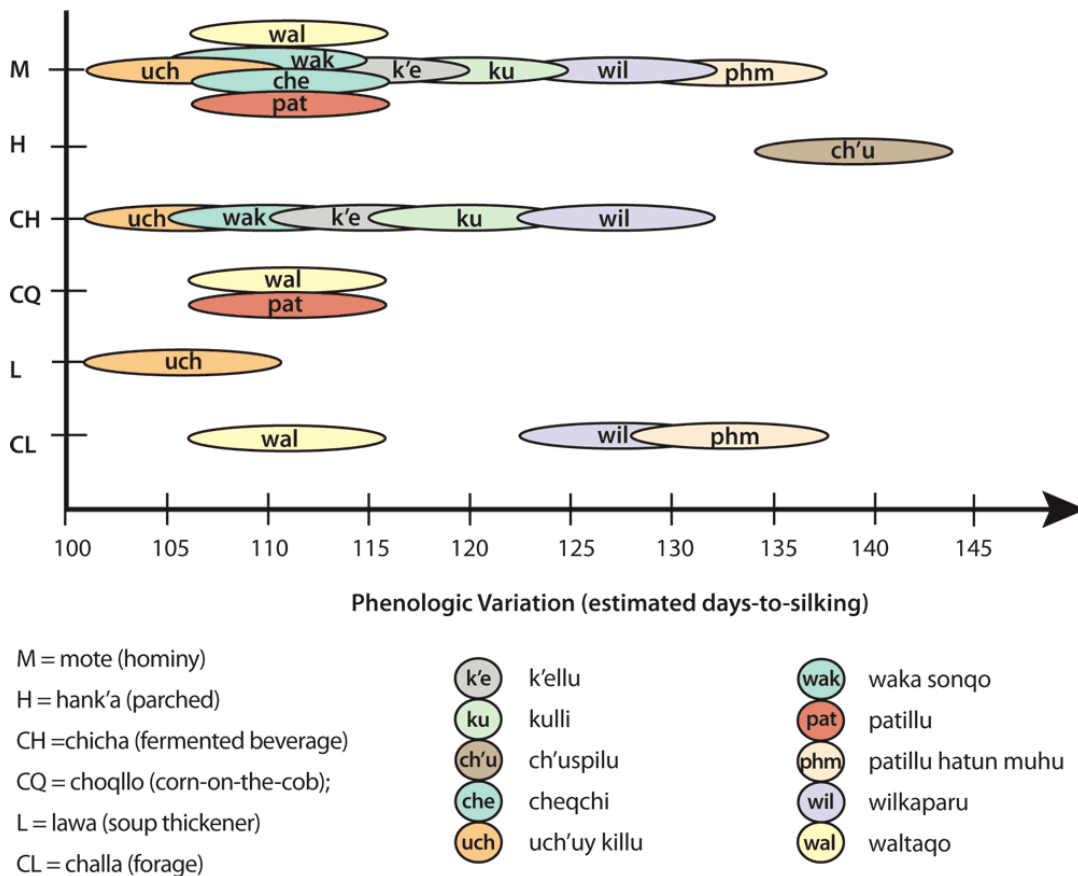 wal
wak
M uch k'e ku wil phm
che
pat
H ch'u
CH uch wak k'e ku wil
wal
CQ
pat
L uch
CL wal wil phm
100 105 110 115 120 125 130 135 140 145
Phenologic Variation (estimated days-to-silking)
M = mote (hominy)
H = hank'a (parched)
CH =chicha (fermented beverage)
CQ = choqllo (corn-on-the-cob);
L = lawa (soup thickener)
CL = challa (forage)
k'e k'ellu
ku kulli
ch'u ch'uspilu
che cheqchi
uch uch'uy killu
wak waka sonqo
pat patillu
phm patillu hatun muhu
wil wilkaparu
wal waltaqo